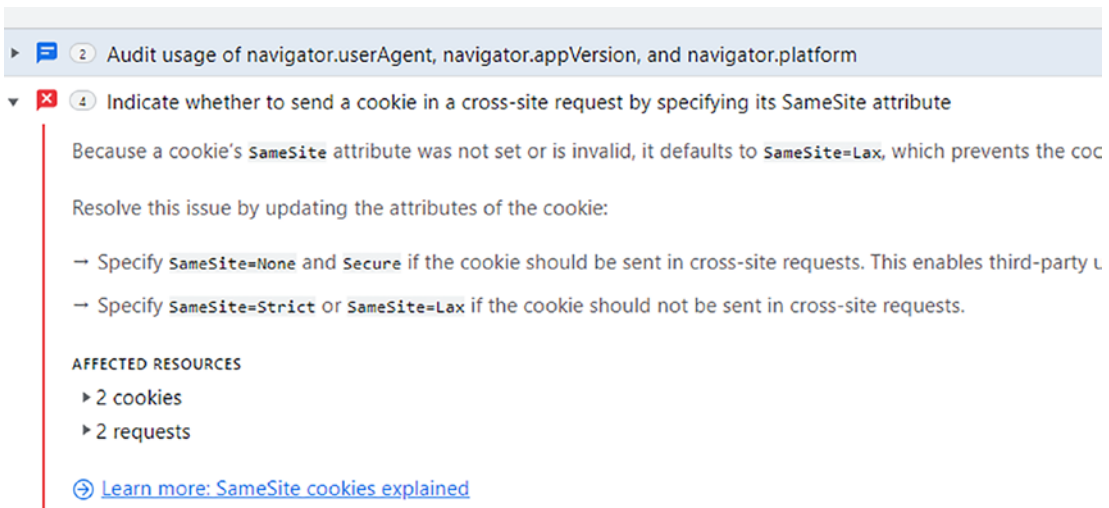 2 Audit usage of navigator.userAgent, navigator.appVersion, and navigator.platform
4 Indicate whether to send a cookie in a cross-site request by specifying its SameSite attribute
Because a cookie's SameSite attribute was not set or is invalid, it defaults to SameSite=Lax, which prevents the
Resolve this issue by updating the attributes of the cookie:
→ Specify SameSite=None and Secure if the cookie should be sent in cross-site requests. This enables third-party
→ Specify SameSite=Strict or SameSite=Lax if the cookie should not be sent in cross-site requests.
AFFECTED RESOURCES
2 cookies
2 requests
Learn more: SameSite cookies explained